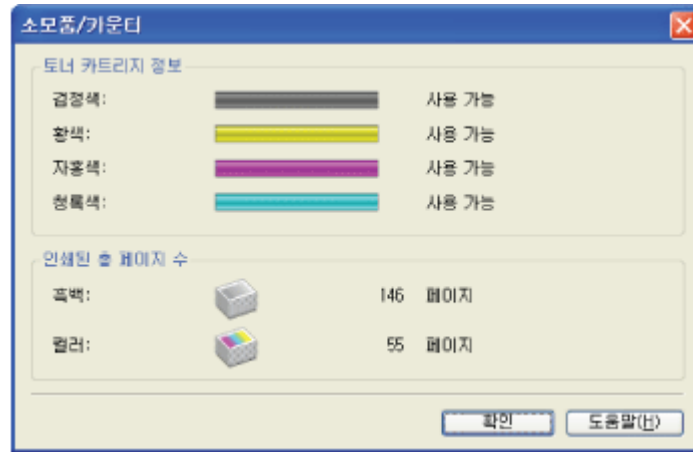 소모품/카운터
토너 카트리지 정보
검정색: 사용 가능
황색: 사용 가능
자홍색: 사용 가능
청록색: 사용 가능
인쇄된 총 페이지 수
흑백: 146 페이지
컬러: 55 페이지
확인 도움말(H)